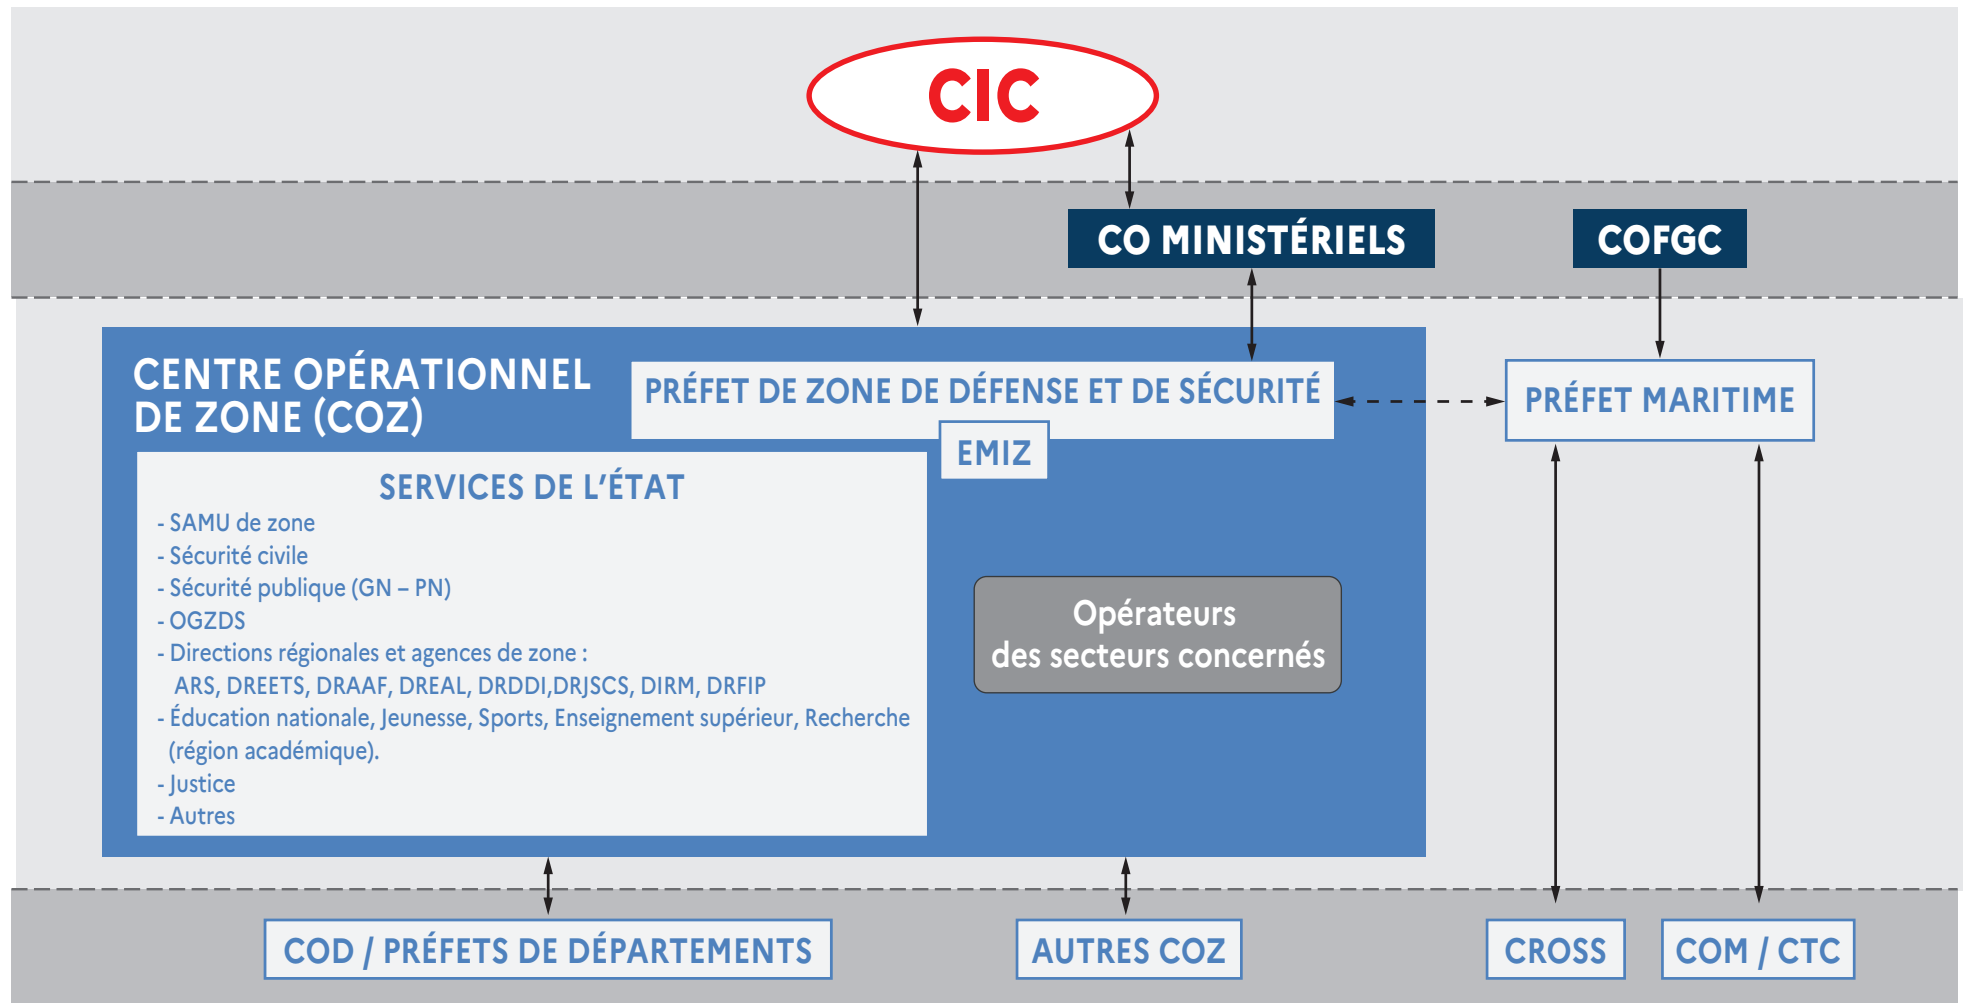 CIC
CO MINISTÉRIELS
COFGC
CENTRE OPÉRATIONNEL
DE ZONE (COZ)
PRÉFET DE ZONE DE DÉFENSE ET DE SÉCURITÉ
EMIZ
PRÉFET MARITIME
SERVICES DE L’ÉTAT
- SAMU de zone
- Sécurité civile
- Sécurité publique (GN – PN)
- OGZDS
- Directions régionales et agences de zone :
ARS, DREETS, DRAAF, DREAL, DRDDI,DRJSCS, DIRM, DRFIP
- Éducation nationale, Jeunesse, Sports, Enseignement supérieur, Recherche
(région académique).
- Justice
- Autres
Opérateurs
des secteurs concernés
COD / PRÉFETS DE DÉPARTEMENTS
AUTRES COZ
CROSS
COM / CTC